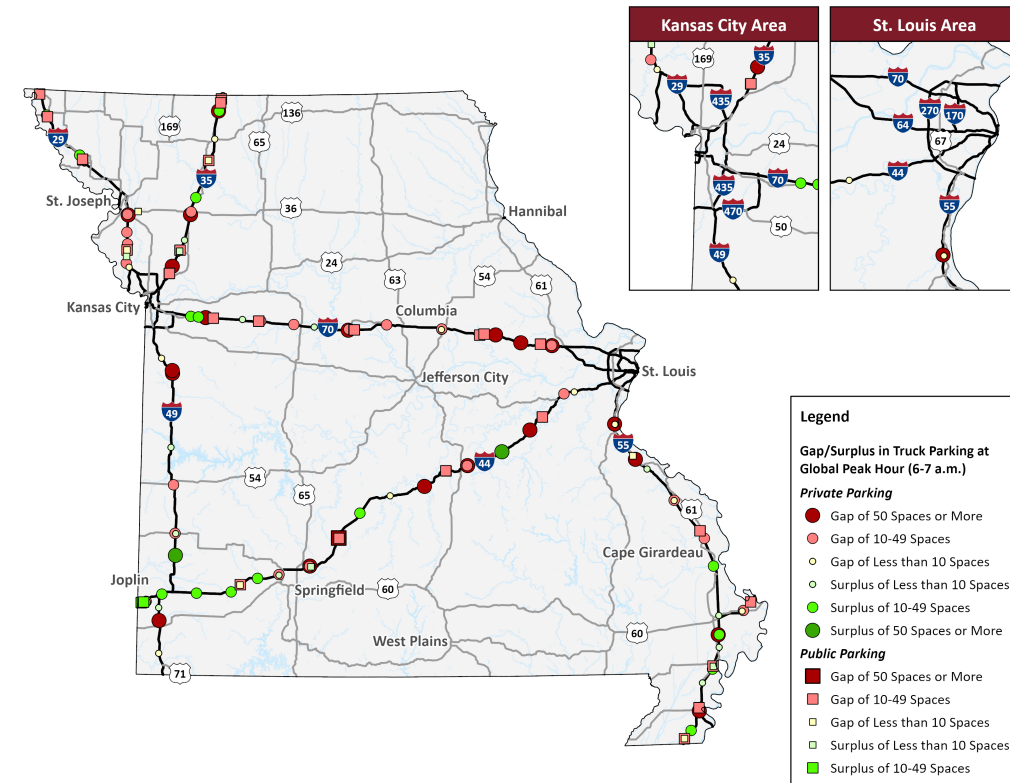 Kansas City Area
St. Louis Area
35
169
29
435
24
70
435
470
50
49
70
270
170
64
67
44
55
29
169
35
65
136
St. Joseph
36
Hannibal
24
63
54
61
Kansas City
Columbia
70
Jefferson City
St. Louis
49
54
65
44
55
61
Cape Girardeau
Joplin
Springfield
60
60
West Plains
71
Legend
Gap/Surplus in Truck Parking at
Global Peak Hour (6-7 a.m.)
Private Parking
Gap of 50 Spaces or More
Gap of 10-49 Spaces
Gap of Less than 10 Spaces
Surplus of Less than 10 Spaces
Surplus of 10-49 Spaces
Surplus of 50 Spaces or More
Public Parking
Gap of 50 Spaces or More
Gap of 10-49 Spaces
Gap of Less than 10 Spaces
Surplus of Less than 10 Spaces
Surplus of 10-49 Spaces